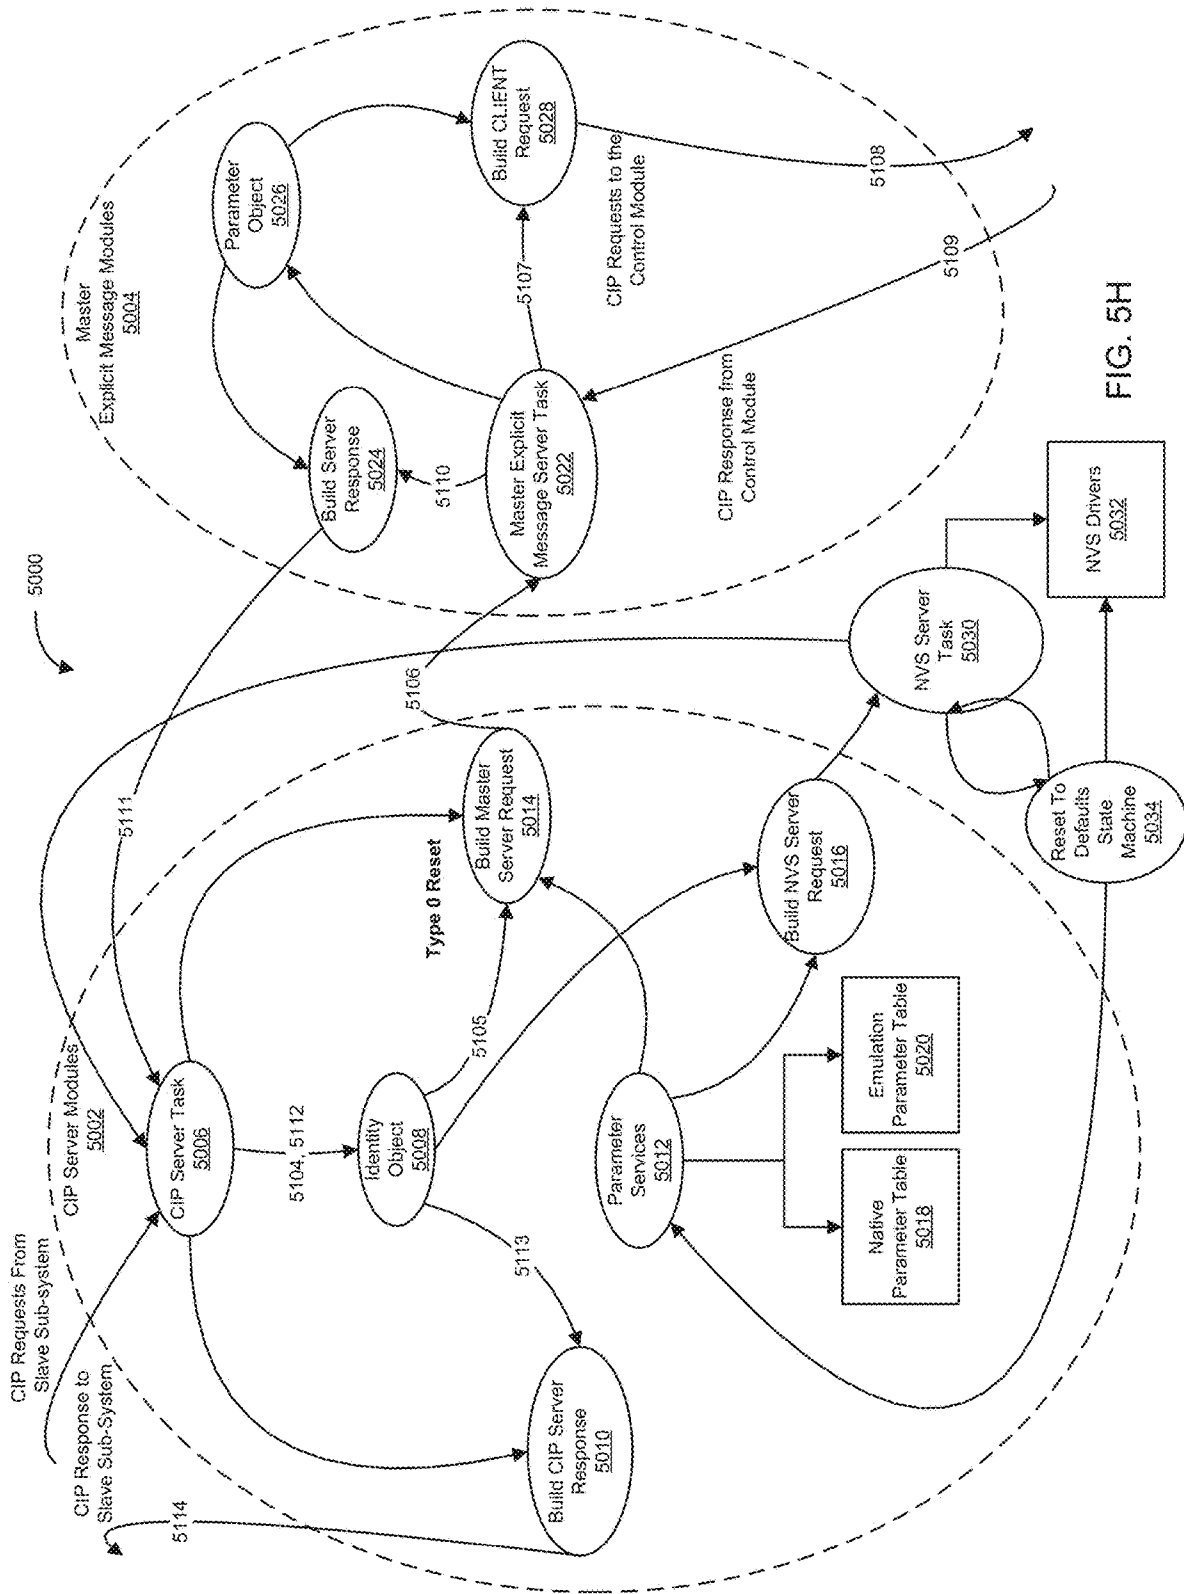 5000
Master
Explicit Message Modules
5004
Parameter
Object
5026
Build CLIENT
Request
5028
Build Server
Response
5024
Master Explicit
Message Server Task
5022
5110
5107
CIP Requests to the
Control Module
5108
5109
CIP Response from
Control Module
5111
5106
CIP Requests From
Slave Sub-system
CIP Response to
Slave Sub-System
5114
CIP Server Modules
5002
CIP Server Task
5006
5104, 5112
Identity
Object
5008
5105
Type 0 Reset
Build Master
Server Request
5014
5113
Build CIP Server
Response
5010
Parameter
Services
5012
Build NVS Server
Request
5016
Native
Parameter Table
5018
Emulation
Parameter Table
5020
NVS Server
Task
5030
NVS Drivers
5032
Reset To
Defaults
State
Machine
5034
FIG. 5H